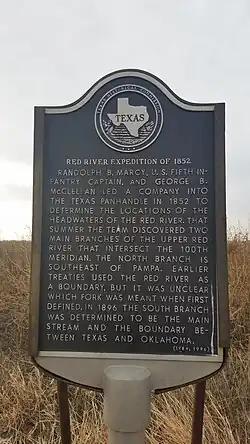 TEXAS HISTORICAL COMMISSION
TEXAS
RED RIVER EXPEDITION OF 1852
RANDOLPH B. MARCY, U. S. FIFTH IN-
FANTRY CAPTAIN, AND GEORGE B.
McCLELLAN LED A COMPANY INTO
THE TEXAS PANHANDLE IN 1852 TO
DETERMINE THE LOCATIONS OF THE
HEADWATERS OF THE RED RIVER. THAT
SUMMER THE TEAM DISCOVERED TWO
MAIN BRANCHES OF THE UPPER RED
RIVER THAT INTERSECT THE 100TH
MERIDIAN. THE NORTH BRANCH IS
SOUTHEAST OF PAMPA. EARLIER
TREATIES USED THE RED RIVER AS
A BOUNDARY, BUT IT WAS UNCLEAR
WHICH FORK WAS MEANT WHEN FIRST
DEFINED. IN 1896 THE SOUTH BRANCH
WAS DETERMINED TO BE THE MAIN
STREAM AND THE BOUNDARY BE-
TWEEN TEXAS AND OKLAHOMA.
(1964, 1996)